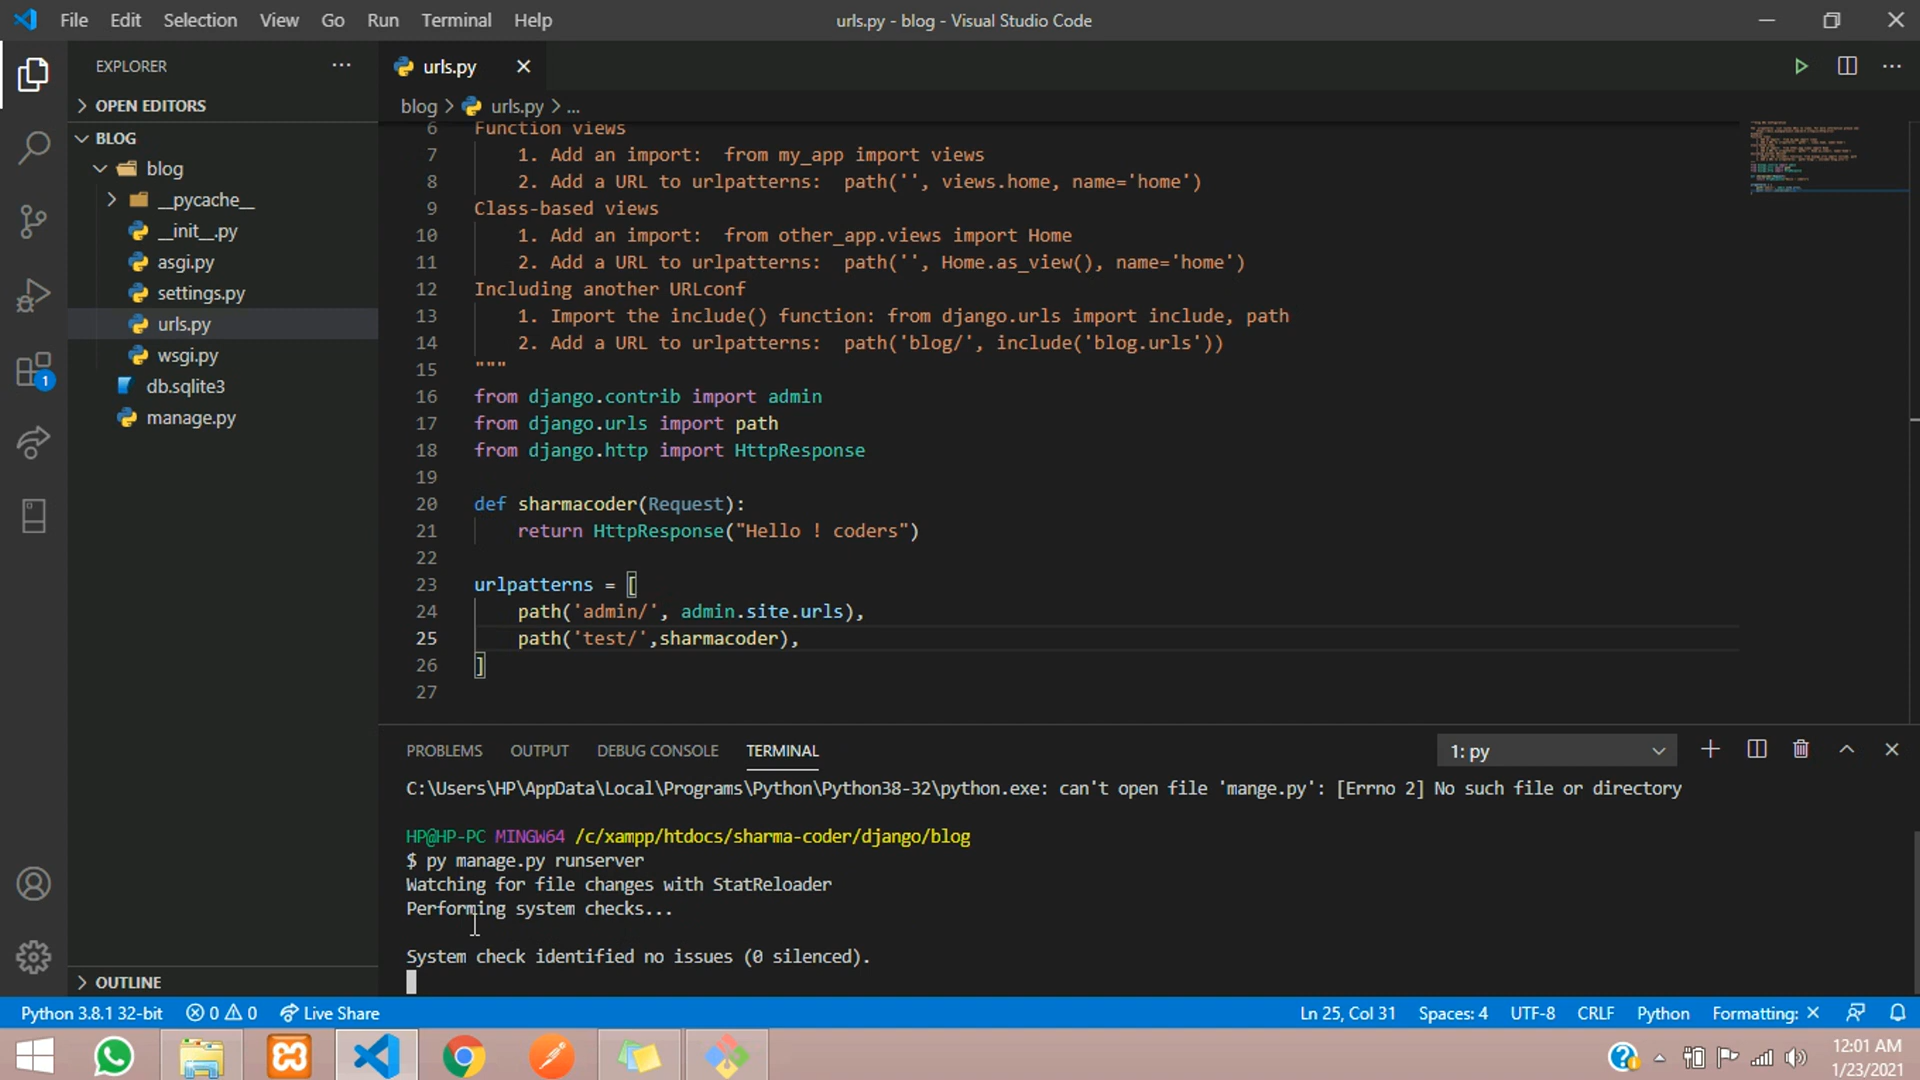 File Edit Selection View Go Run Terminal Help
urls.py - blog - Visual Studio Code
EXPLORER
OPEN EDITORS
BLOG
blog
__pycache__
__init__.py
asgi.py
settings.py
urls.py
wsgi.py
db.sqlite3
manage.py
OUTLINE
1
urls.py
blog > urls.py > ...
6 Function views
7 1. Add an import:  from my_app import views
8 2. Add a URL to urlpatterns:  path('', views.home, name='home')
9 Class-based views
10 1. Add an import:  from other_app.views import Home
11 2. Add a URL to urlpatterns:  path('', Home.as_view(), name='home')
12 Including another URLconf
13 1. Import the include() function: from django.urls import include, path
14 2. Add a URL to urlpatterns:  path('blog/', include('blog.urls'))
15 """
16 from django.contrib import admin
17 from django.urls import path
18 from django.http import HttpResponse
19
20 def sharmacoder(Request):
21 return HttpResponse("Hello ! coders")
22
23 urlpatterns = [
24 path('admin/', admin.site.urls),
25 path('test/',sharmacoder),
26 ]
27
PROBLEMS OUTPUT DEBUG CONSOLE TERMINAL 1: py
C:\Users\HP\AppData\Local\Programs\Python\Python38-32\python.exe: can't open file 'mange.py': [Errno 2] No such file or directory
HP@HP-PC MINGW64 /c/xampp/htdocs/sharma-coder/django/blog
$ py manage.py runserver
Watching for file changes with StatReloader
Performing system checks...
System check identified no issues (0 silenced).
Python 3.8.1 32-bit 0 0 Live Share Ln 25, Col 31 Spaces: 4 UTF-8 CRLF Python Formatting: ×
12:01 AM
1/23/2021